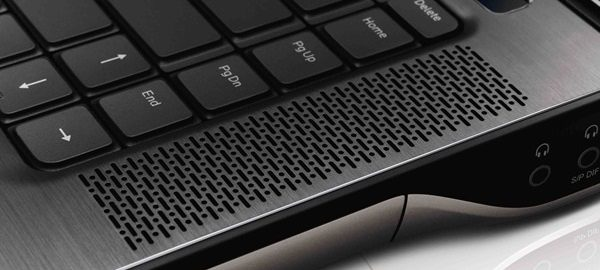 Delete
Home
Pg Up
Pg Dn
End
S/P DIF